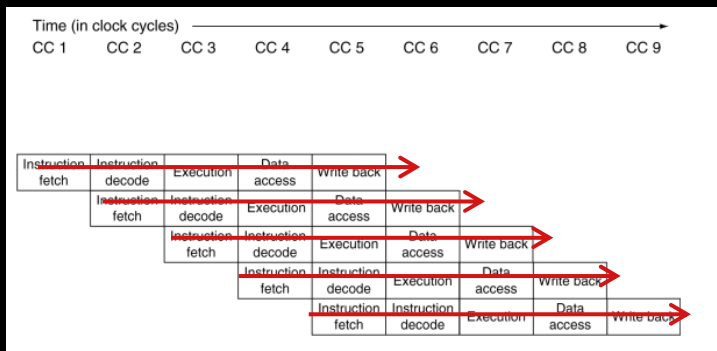 Time (in clock cycles)
CC 1 CC 2 CC 3 CC 4 CC 5 CC 6 CC 7 CC 8 CC 9
Instruction fetch Instruction decode Execution Data access Write back
Instruction fetch Instruction decode Execution Data access Write back
Instruction fetch Instruction decode Execution Data access Write back
Instruction fetch Instruction decode Execution Data access Write back
Instruction fetch Instruction decode Execution Data access Write back